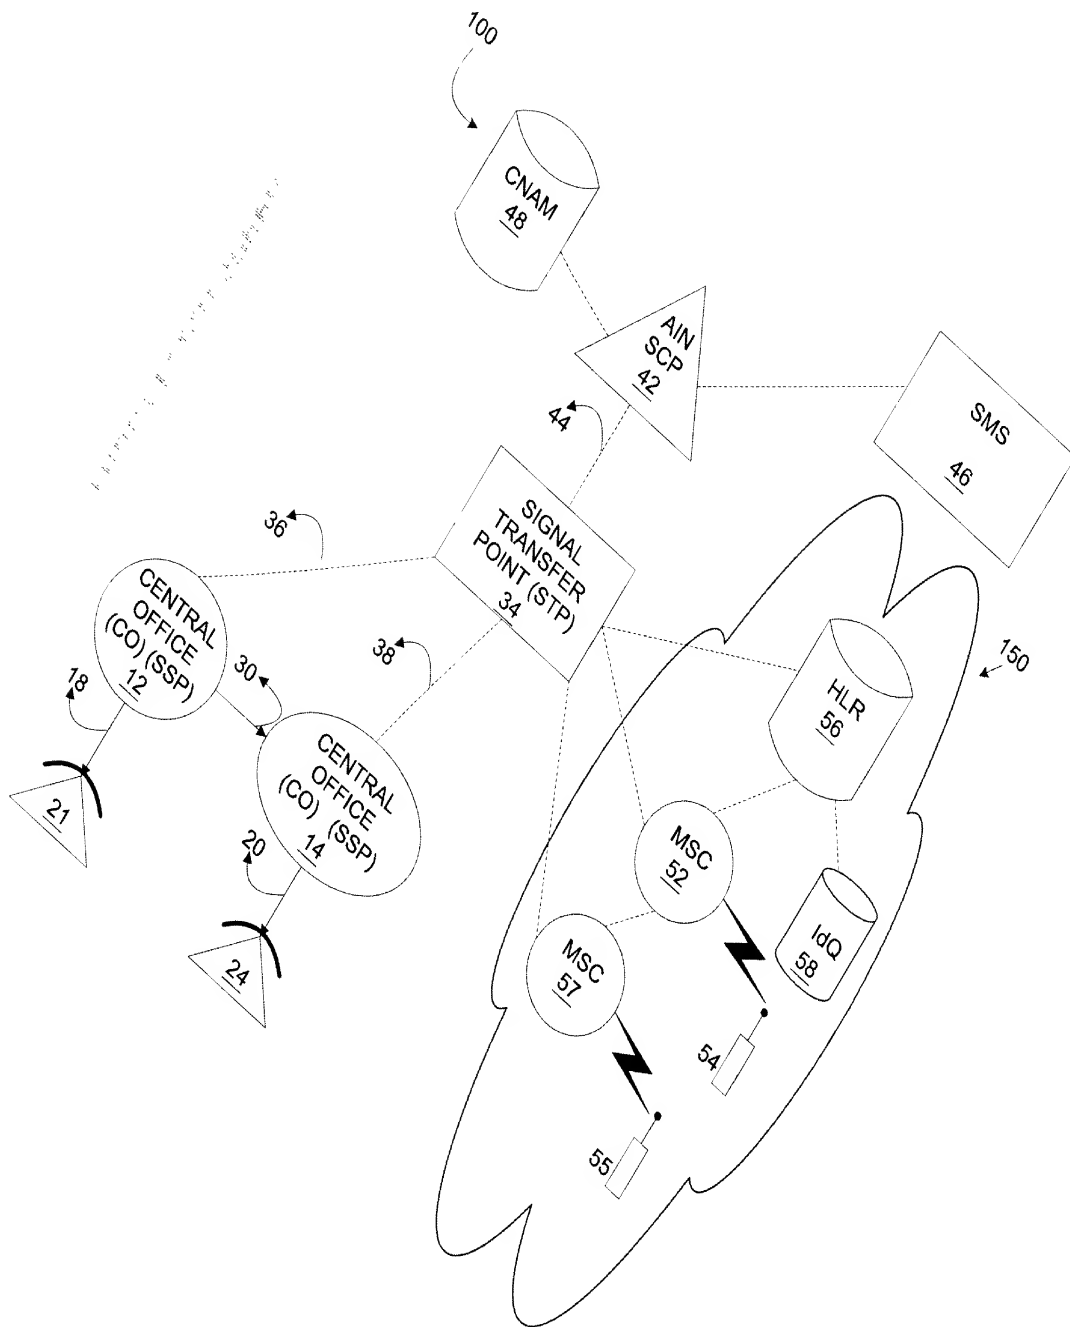 100
CNAM
48
AIN
SCP
42
44
SMS
46
SIGNAL
TRANSFER
POINT (STP)
34
36
38
CENTRAL
OFFICE
(CO) (SSP)
12
18
30
21
CENTRAL
OFFICE
(CO) (SSP)
14
20
24
150
HLR
56
MSC
52
IdQ
58
MSC
57
54
55